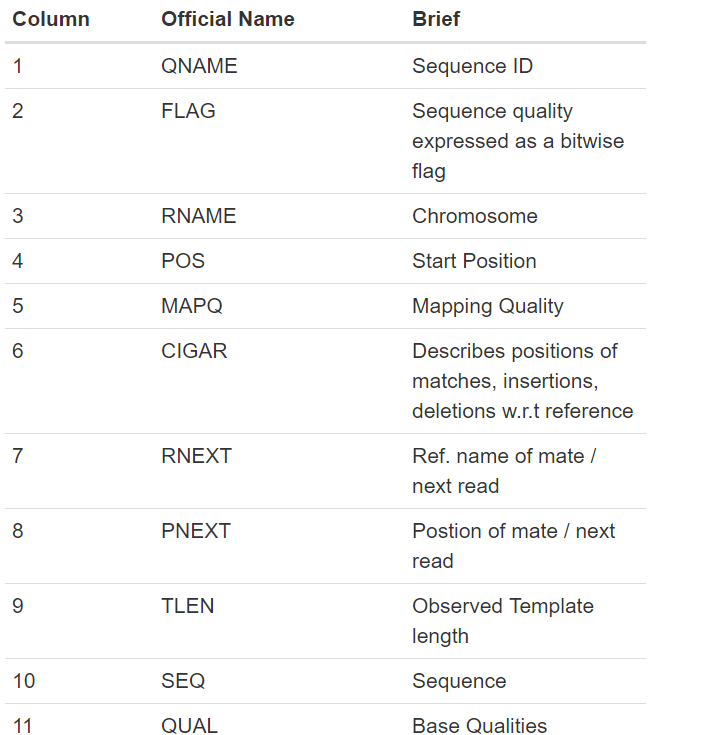 Column Official Name Brief
1 QNAME Sequence ID
2 FLAG Sequence quality
expressed as a bitwise
flag
3 RNAME Chromosome
4 POS Start Position
5 MAPQ Mapping Quality
6 CIGAR Describes positions of
matches, insertions,
deletions w.r.t reference
7 RNEXT Ref. name of mate /
next read
8 PNEXT Postion of mate / next
read
9 TLEN Observed Template
length
10 SEQ Sequence
11 QUAL Base Qualities